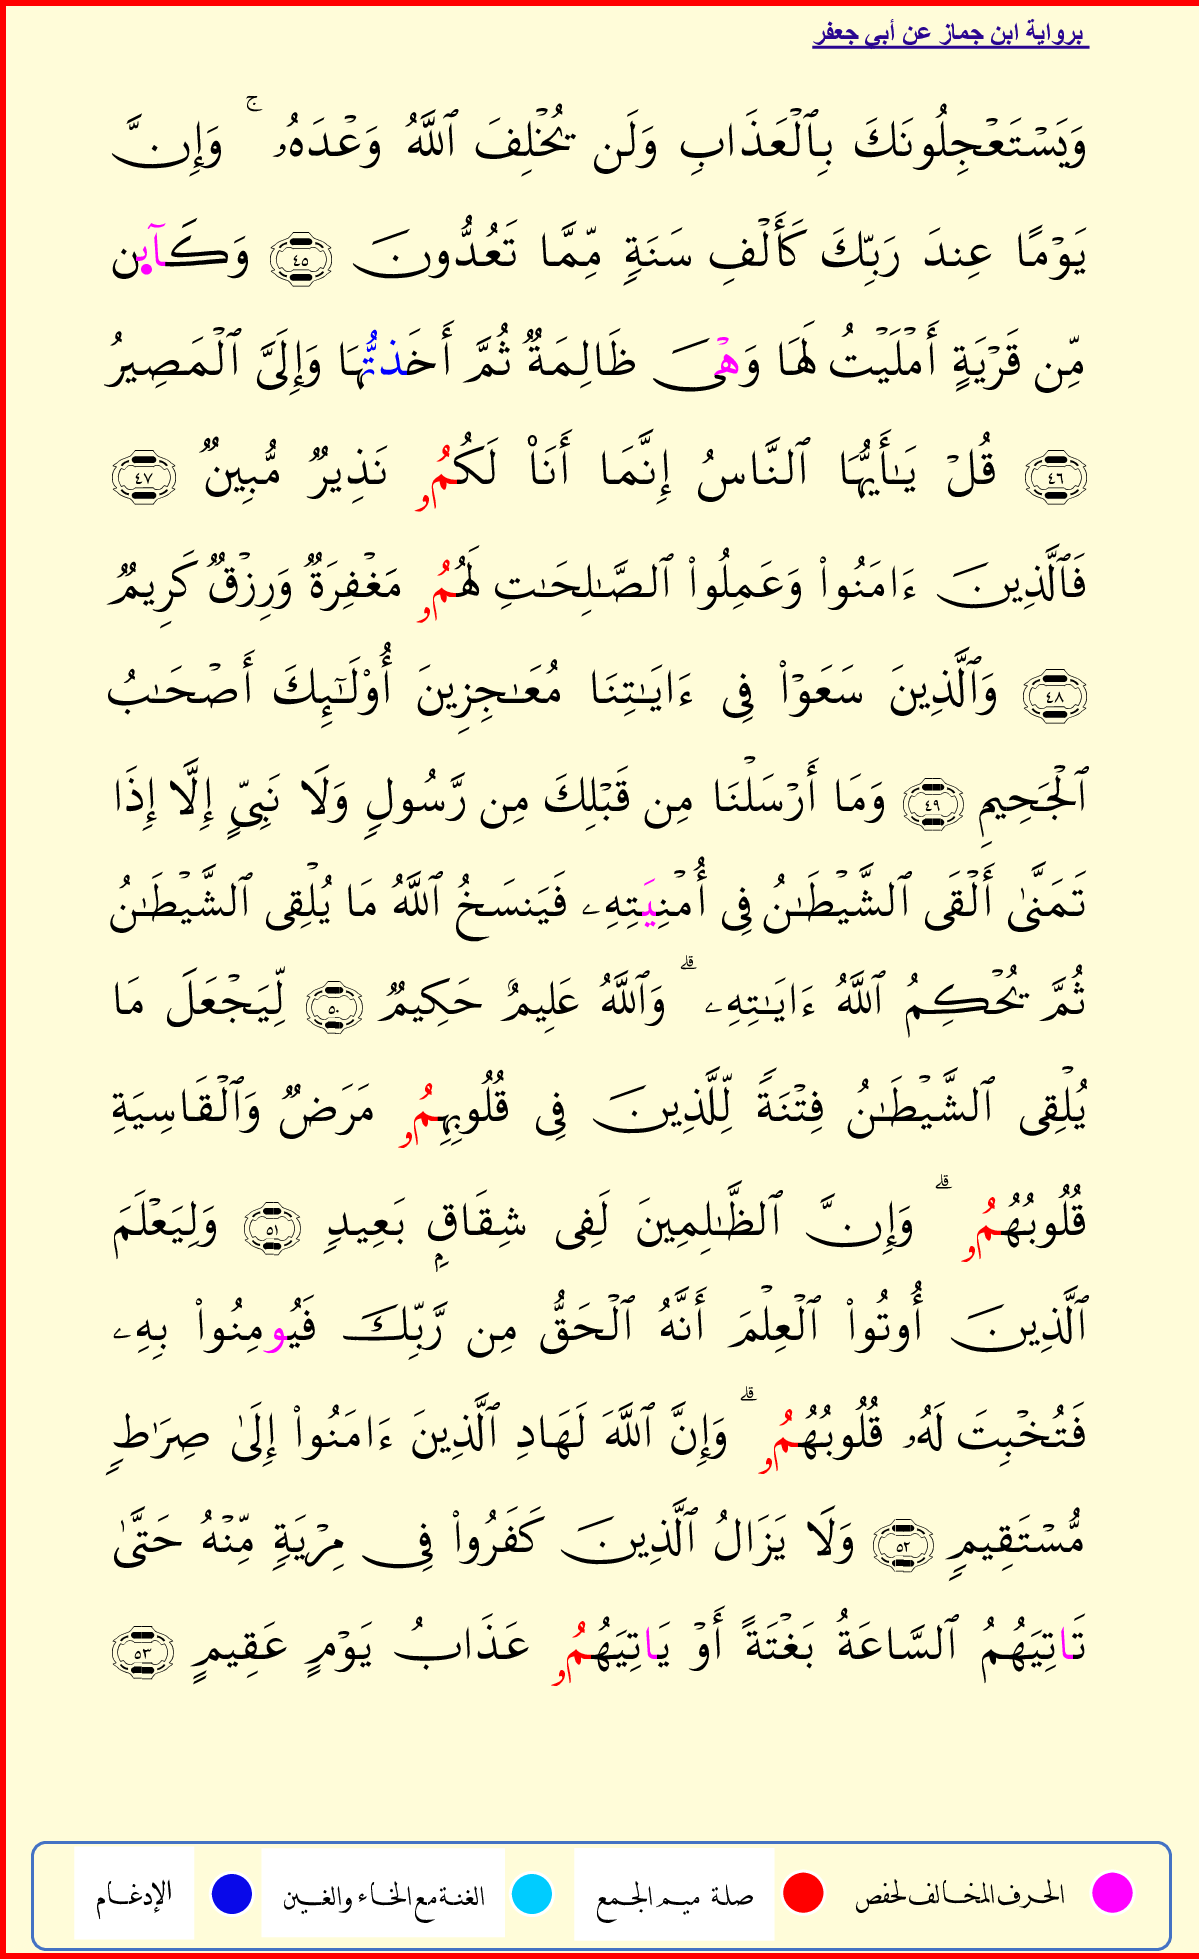 برواية ابن جماز عن أبي جعفر
وَيَسْتَعْجِلُونَكَ بِٱلْعَذَابِ وَلَن يُخْلِفَ ٱللَّهُ وَعْدَهُۥ ۚ وَإِنَّ
يَوْمًا عِندَ رَبِّكَ كَأَلْفِ سَنَةٍ مِّمَّا تَعُدُّونَ ٤٥ وَكَآيِن
مِّن قَرْيَةٍ أَمْلَيْتُ لَهَا وَهْىَ ظَالِمَةٌ ثُمَّ أَخَذتُّهَا وَإِلَىَّ ٱلْمَصِيرُ
٤٦ قُلْ يَـٰٓأَيُّهَا ٱلنَّاسُ إِنَّمَا أَنَا۠ لَكُمُۥ نَذِيرٌ مُّبِينٌ ٤٧
فَٱلَّذِينَ ءَامَنُوا۟ وَعَمِلُوا۟ ٱلصَّـٰلِحَـٰتِ لَهُمُۥ مَغْفِرَةٌ وَرِزْقٌ كَرِيمٌ
٤٨ وَٱلَّذِينَ سَعَوْا۟ فِى ءَايَـٰتِنَا مُعَـٰجِزِينَ أُو۟لَـٰٓئِكَ أَصْحَـٰبُ
ٱلْجَحِيمِ ٤٩ وَمَا أَرْسَلْنَا مِن قَبْلِكَ مِن رَّسُولٍ وَلَا نَبِىٍّ إِلَّا إِذَا
تَمَنَّىٰ أَلْقَى ٱلشَّيْطَـٰنُ فِى أُمْنِيَتِهِۦ فَيَنسَخُ ٱللَّهُ مَا يُلْقِى ٱلشَّيْطَـٰنُ
ثُمَّ يُحْكِمُ ٱللَّهُ ءَايَـٰتِهِۦ ۗ وَٱللَّهُ عَلِيمٌ حَكِيمٌ ٥٠ لِّيَجْعَلَ مَا
يُلْقِى ٱلشَّيْطَـٰنُ فِتْنَةً لِّلَّذِينَ فِى قُلُوبِهِمُۥ مَرَضٌ وَٱلْقَاسِيَةِ
قُلُوبُهُمُۥ ۗ وَإِنَّ ٱلظَّـٰلِمِينَ لَفِى شِقَاقٍۭ بَعِيدٍ ٥١ وَلِيَعْلَمَ
ٱلَّذِينَ أُوتُوا۟ ٱلْعِلْمَ أَنَّهُ ٱلْحَقُّ مِن رَّبِّكَ فَيُومِنُوا۟ بِهِۦ
فَتُخْبِتَ لَهُۥ قُلُوبُهُمُۥ ۗ وَإِنَّ ٱللَّهَ لَهَادِ ٱلَّذِينَ ءَامَنُوا۟ إِلَىٰ صِرَٰطٍ
مُّسْتَقِيمٍ ٥٢ وَلَا يَزَالُ ٱلَّذِينَ كَفَرُوا۟ فِى مِرْيَةٍ مِّنْهُ حَتَّىٰ
تَاتِيَهُمُ ٱلسَّاعَةُ بَغْتَةً أَوْ يَاتِيَهُمُۥ عَذَابُ يَوْمٍ عَقِيمٍ ٥٣
الحرف المخالف لحفص صلة ميم الجمع الغنة مع الخاء والغين الإدغام